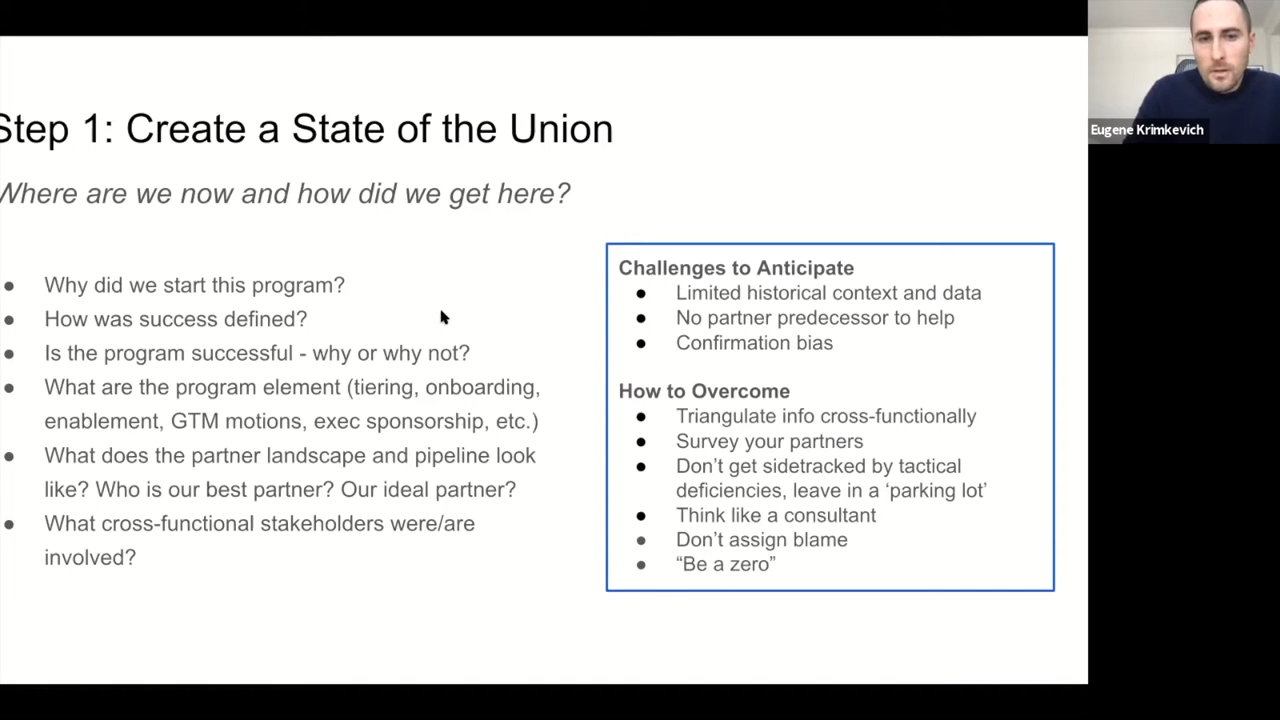 Step 1: Create a State of the Union
Where are we now and how did we get here?
● Why did we start this program?
● How was success defined?
● Is the program successful - why or why not?
● What are the program element (tiering, onboarding,
enablement, GTM motions, exec sponsorship, etc.)
● What does the partner landscape and pipeline look
like? Who is our best partner? Our ideal partner?
● What cross-functional stakeholders were/are
involved?
Challenges to Anticipate
● Limited historical context and data
● No partner predecessor to help
● Confirmation bias
How to Overcome
● Triangulate info cross-functionally
● Survey your partners
● Don’t get sidetracked by tactical
deficiencies, leave in a ‘parking lot’
● Think like a consultant
● Don’t assign blame
● “Be a zero”
Eugene Krimkevich